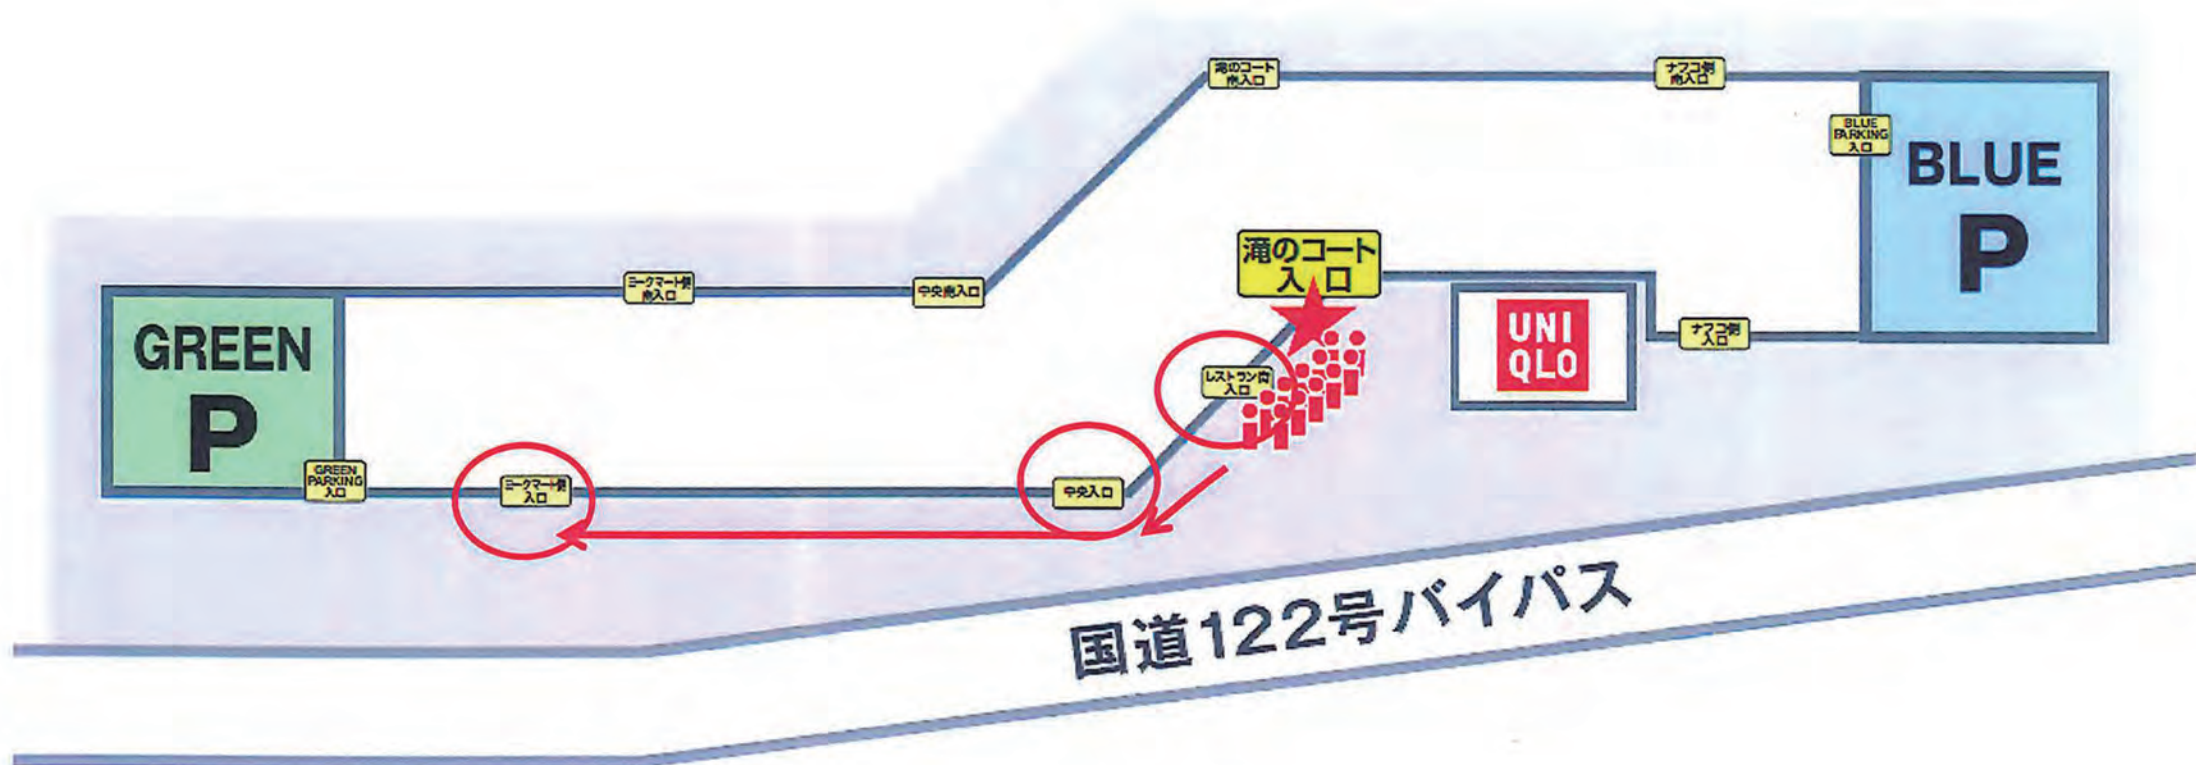 滝のコート
南入口
ナフコ側
南入口
BLUE
PARKING
入口
BLUE
P
滝のコート
入口
ヨークマート側
南入口
中央南入口
GREEN
P
UNI
QLO
ナフコ側
入口
レストラン街
入口
GREEN
PARKING
入口
ヨークマート側
入口
中央入口
国道122号バイパス